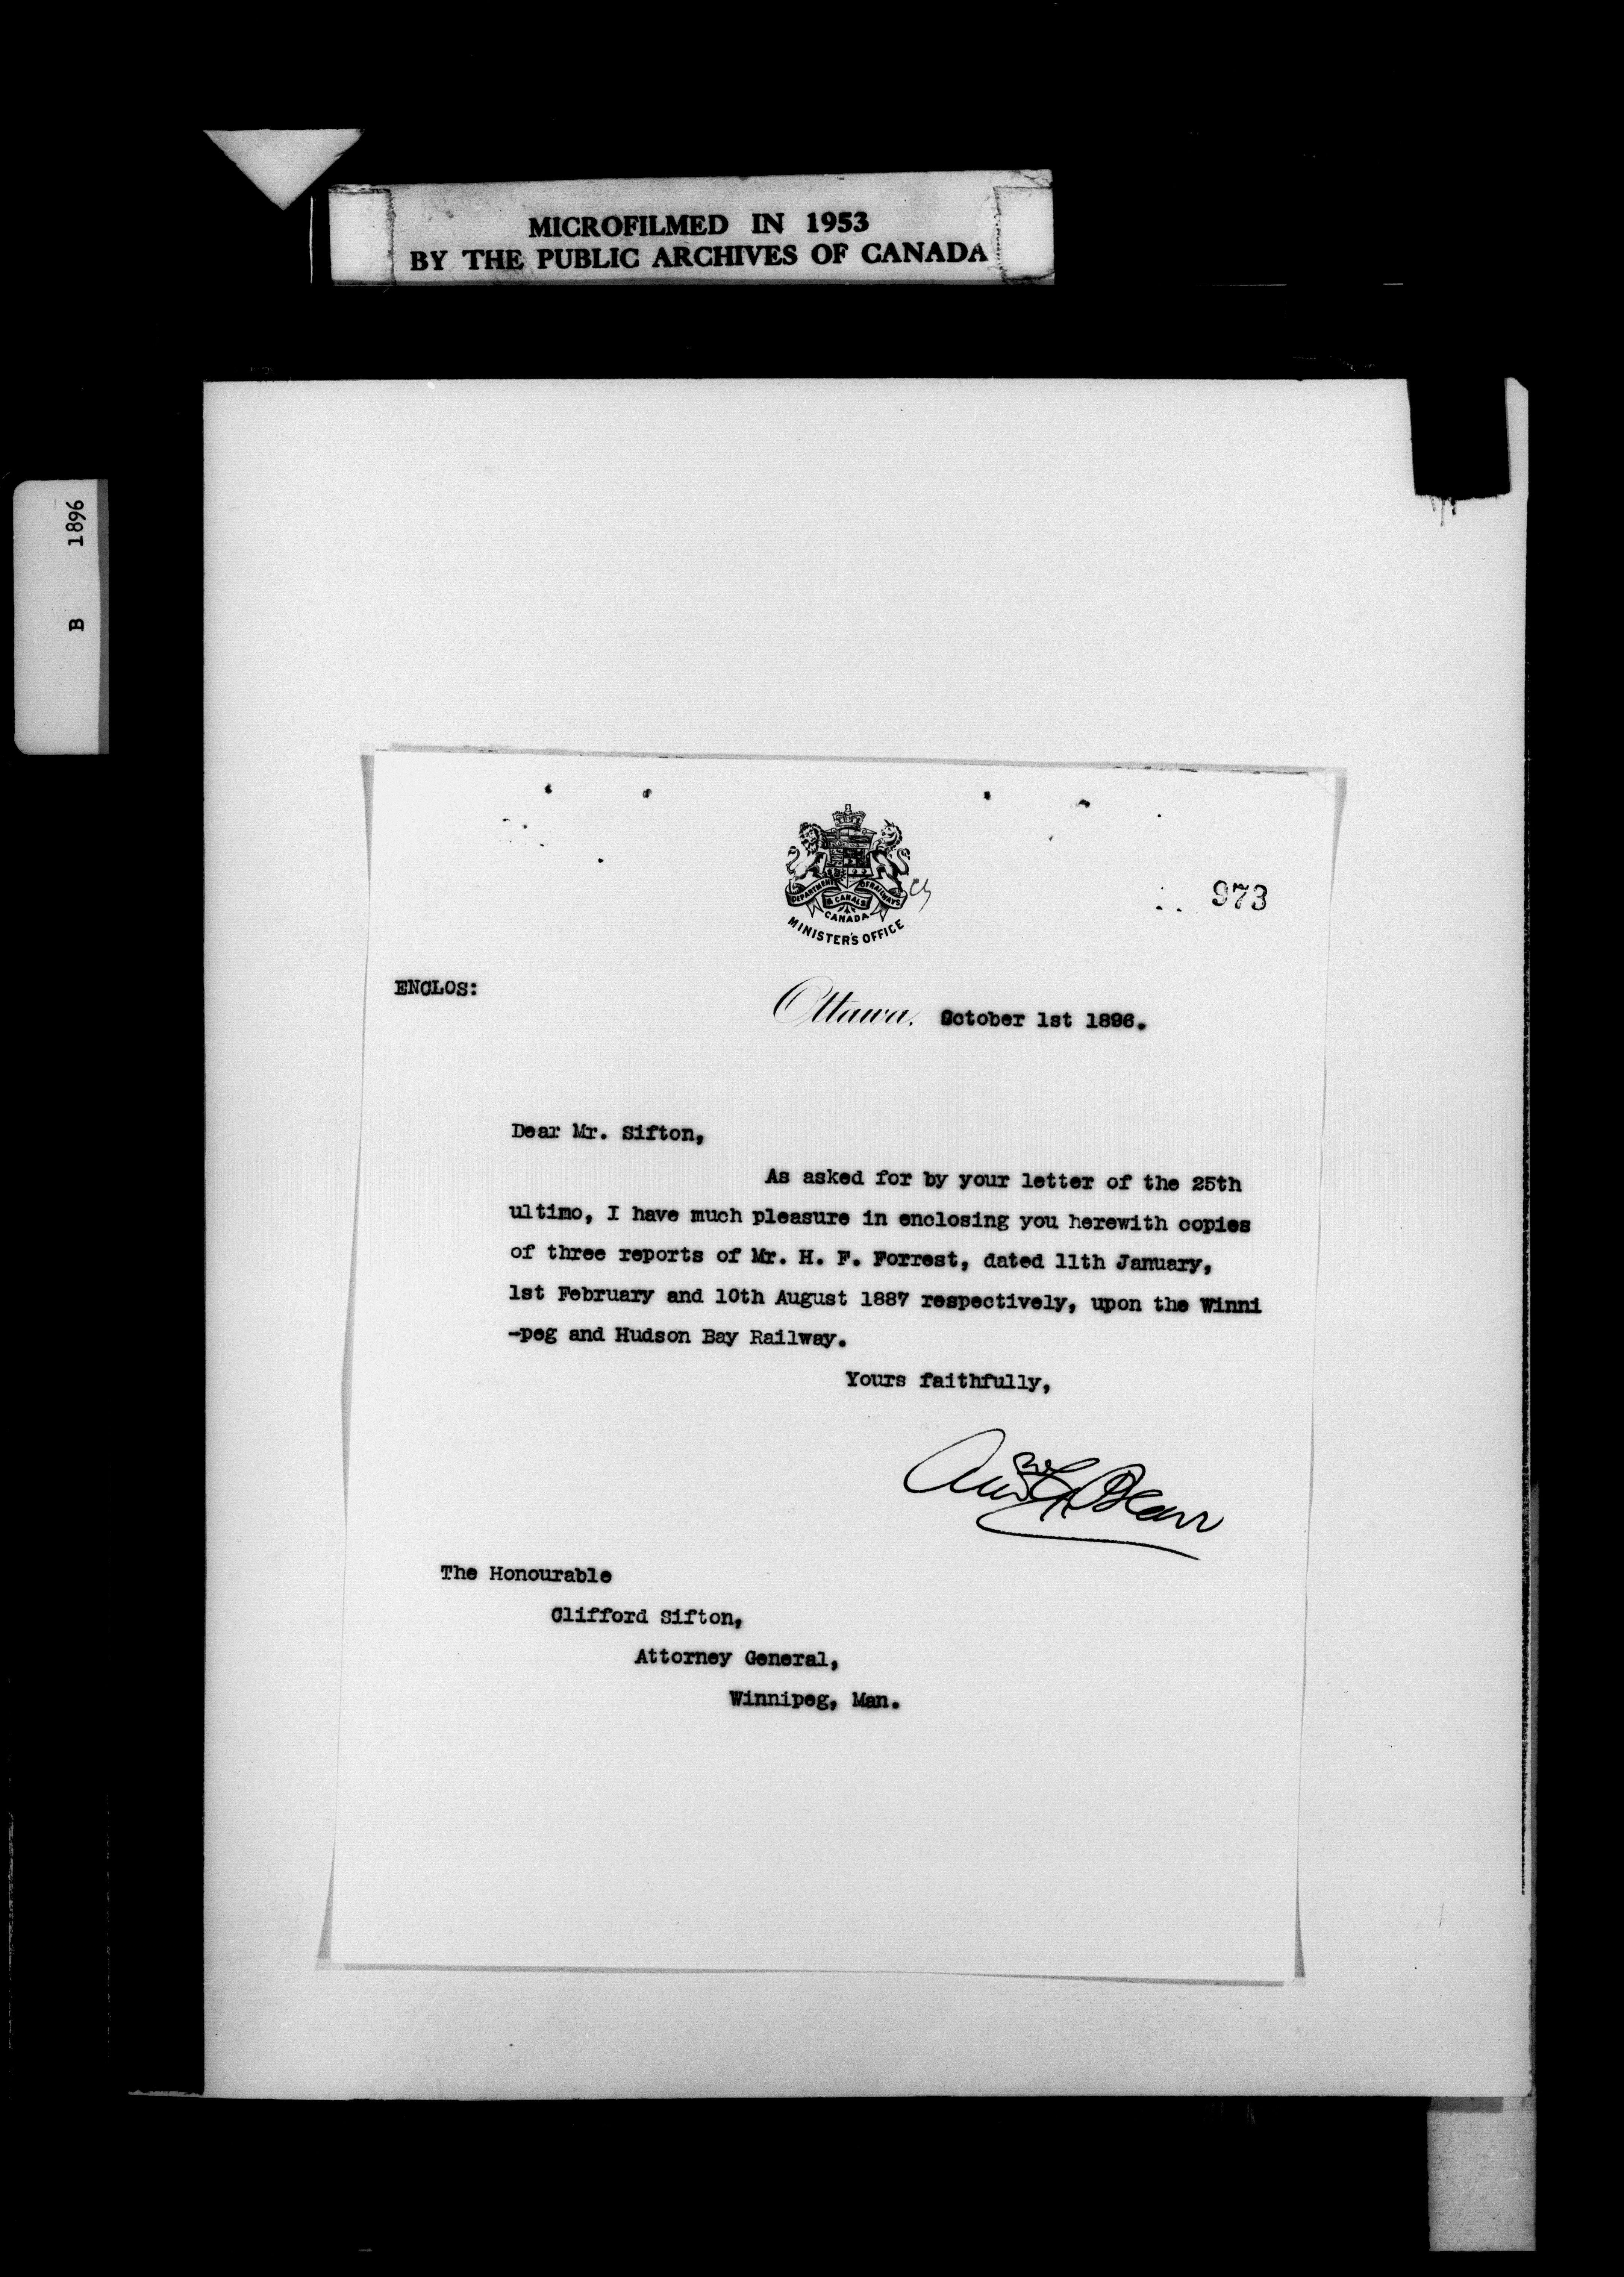 MICROFILMED IN 1953
BY THE PUBLIC ARCHIVES OF CANADA
B 1896
DEPARTMENT OF RAILWAYS
& CANALS
CANADA
MINISTER'S OFFICE
973
ENCLOS:
Ottawa. October 1st 1896.
Dear Mr. Sifton,
As asked for by your letter of the 25th
ultimo, I have much pleasure in enclosing you herewith copies
of three reports of Mr. H. F. Forrest, dated 11th January,
1st February and 10th August 1887 respectively, upon the Winni
-peg and Hudson Bay Railway.
Yours faithfully,
The Honourable
Clifford Sifton,
Attorney General,
Winnipeg, Man.